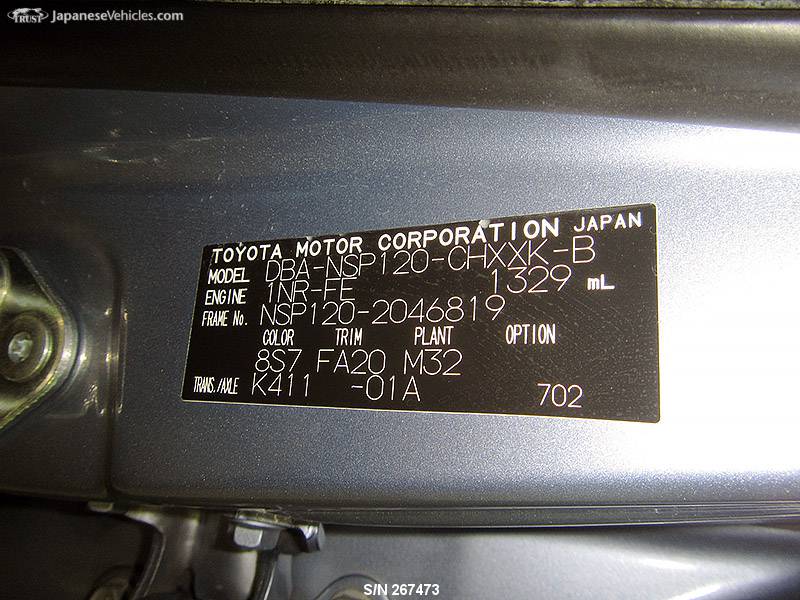 TRUST JapaneseVehicles.com
TOYOTA MOTOR CORPORATION JAPAN
MODEL DBA-NSP120-CHXXK-B
ENGINE 1NR-FE 1329 mL
FRAME No. NSP120-2046819
COLOR TRIM PLANT OPTION
8S7 FA20 M32
TRANS./AXLE K411 -01A 702
S/N 267473